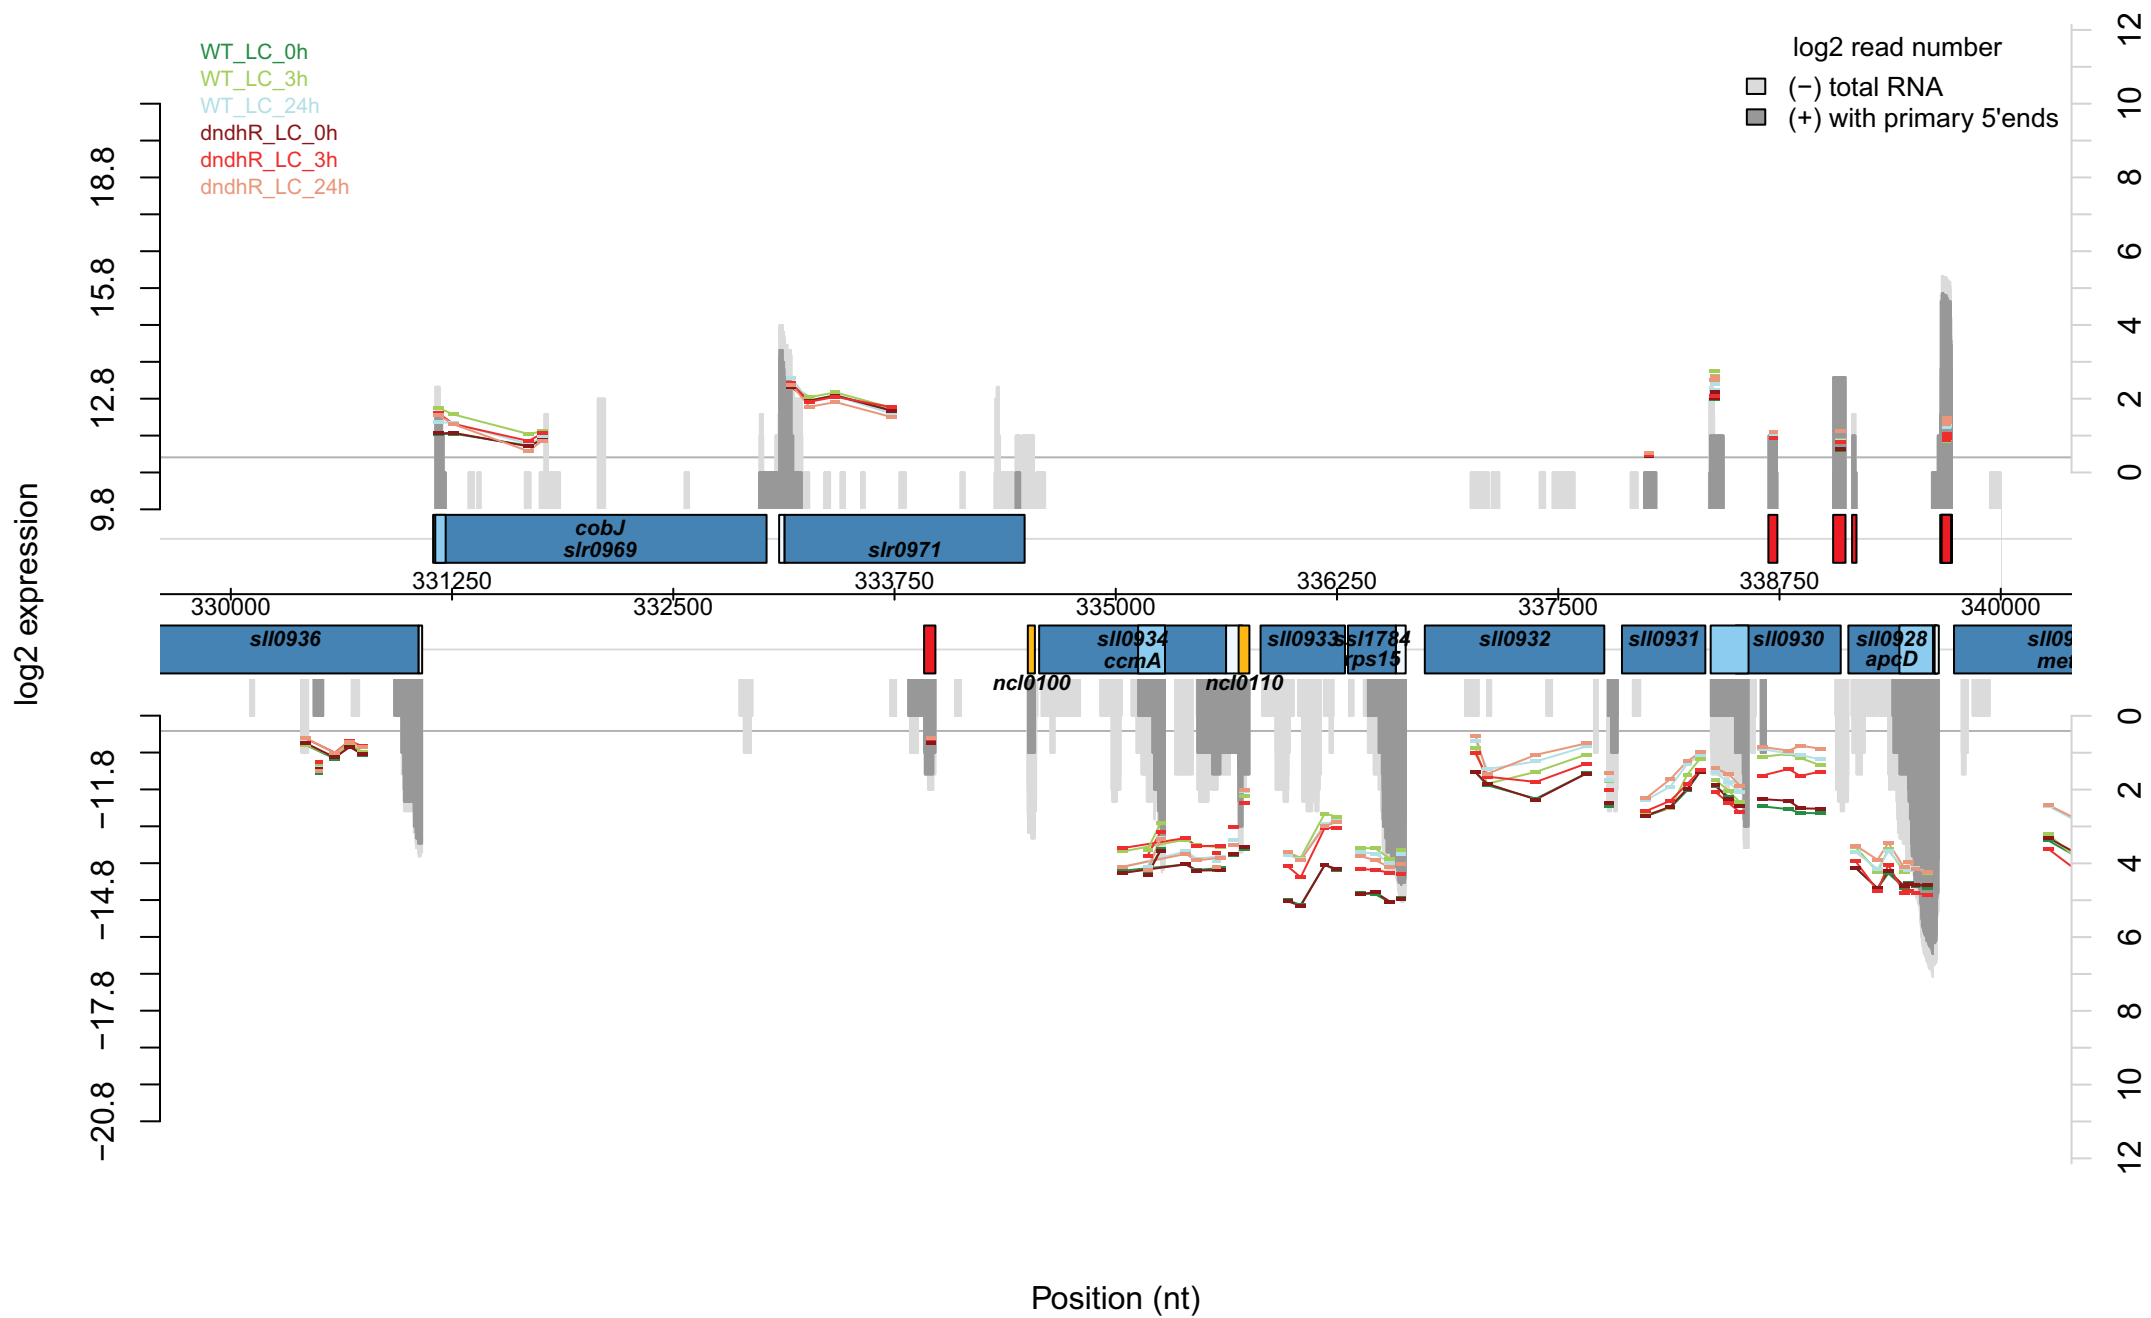 WT_LC_0h
WT_LC_3h
WT_LC_24h
dndhR_LC_0h
dndhR_LC_3h
dndhR_LC_24h
log2 read number
(−) total RNA
(+) with primary 5'ends
log2 expression
18.8
15.8
12.8
9.8
12
10
8
6
4
2
0
cobJ
slr0969
slr0971
331250
333750
336250
338750
330000
332500
335000
337500
340000
sll0936
sll0934
ccmA
sll0933
ssl1784
rps15
sll0932
sll0931
sll0930
sll0928
apcD
sll09
met
ncl0100
ncl0110
−11.8
−14.8
−17.8
−20.8
0
2
4
6
8
10
12
Position (nt)